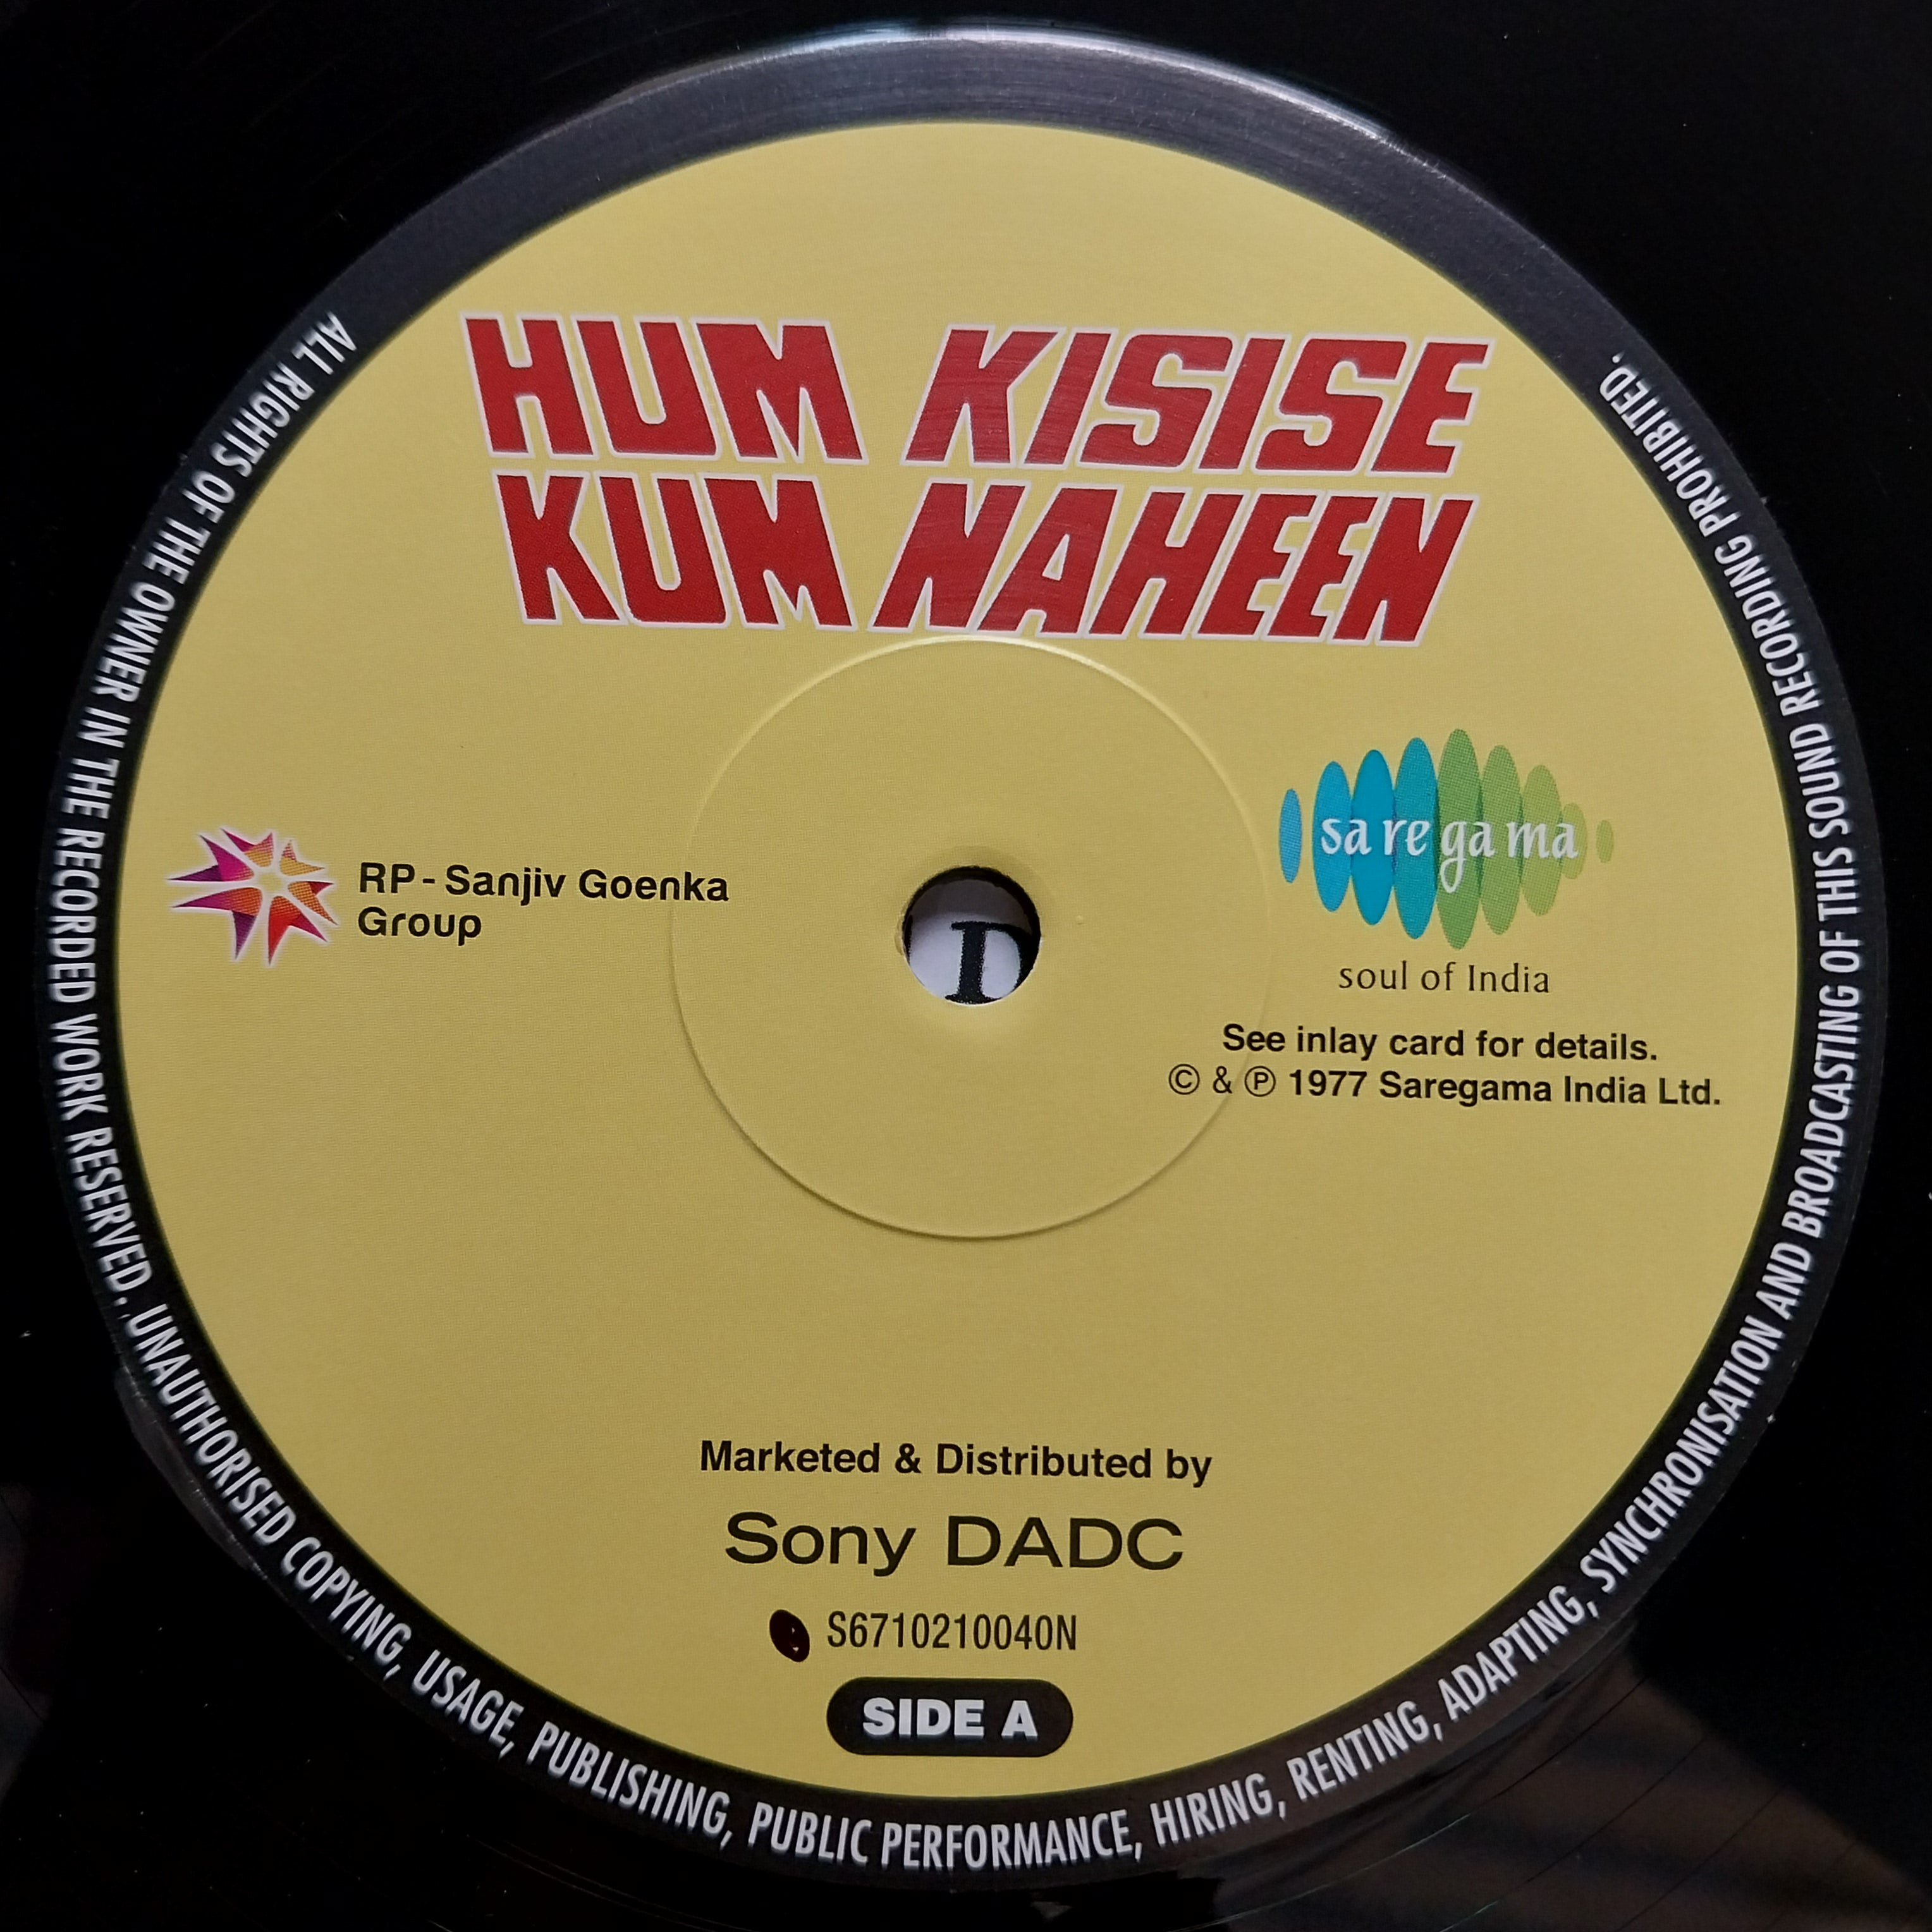 HUM KISISE
KUM NAHEEN
RP-Sanjiv Goenka
Group
sa re ga ma
soul of India
See inlay card for details.
© & ℗ 1977 Saregama India Ltd.
D
Marketed & Distributed by
Sony DADC
S6710210040N
SIDE A
ALL RIGHTS OF THE OWNER IN THE RECORDED WORK RESERVED. UNAUTHORISED COPYING, USAGE, PUBLISHING, PUBLIC PERFORMANCE, HIRING, RENTING, ADAPTING, SYNCHRONISATION AND BROADCASTING OF THIS SOUND RECORDING PROHIBITED.